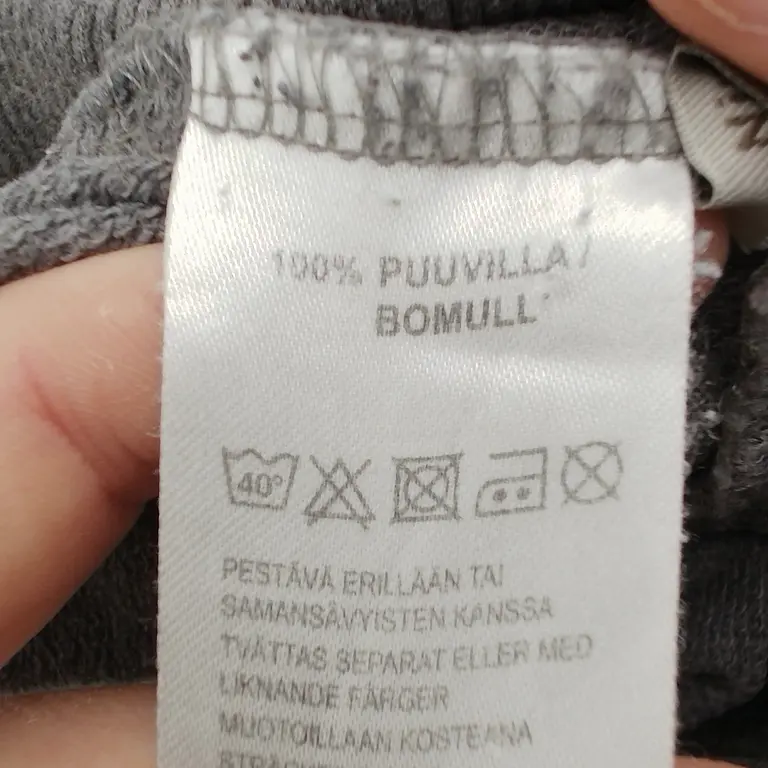 100% PUUVILLA /
BOMULL
40°
PESTÄVÄ ERILLÄÄN TAI
SAMANSÄVYISTEN KANSSA
TVÄTTAS SEPARAT ELLER MED
LIKNANDE FÄRGER
MUOTOILLAAN KOSTEANA